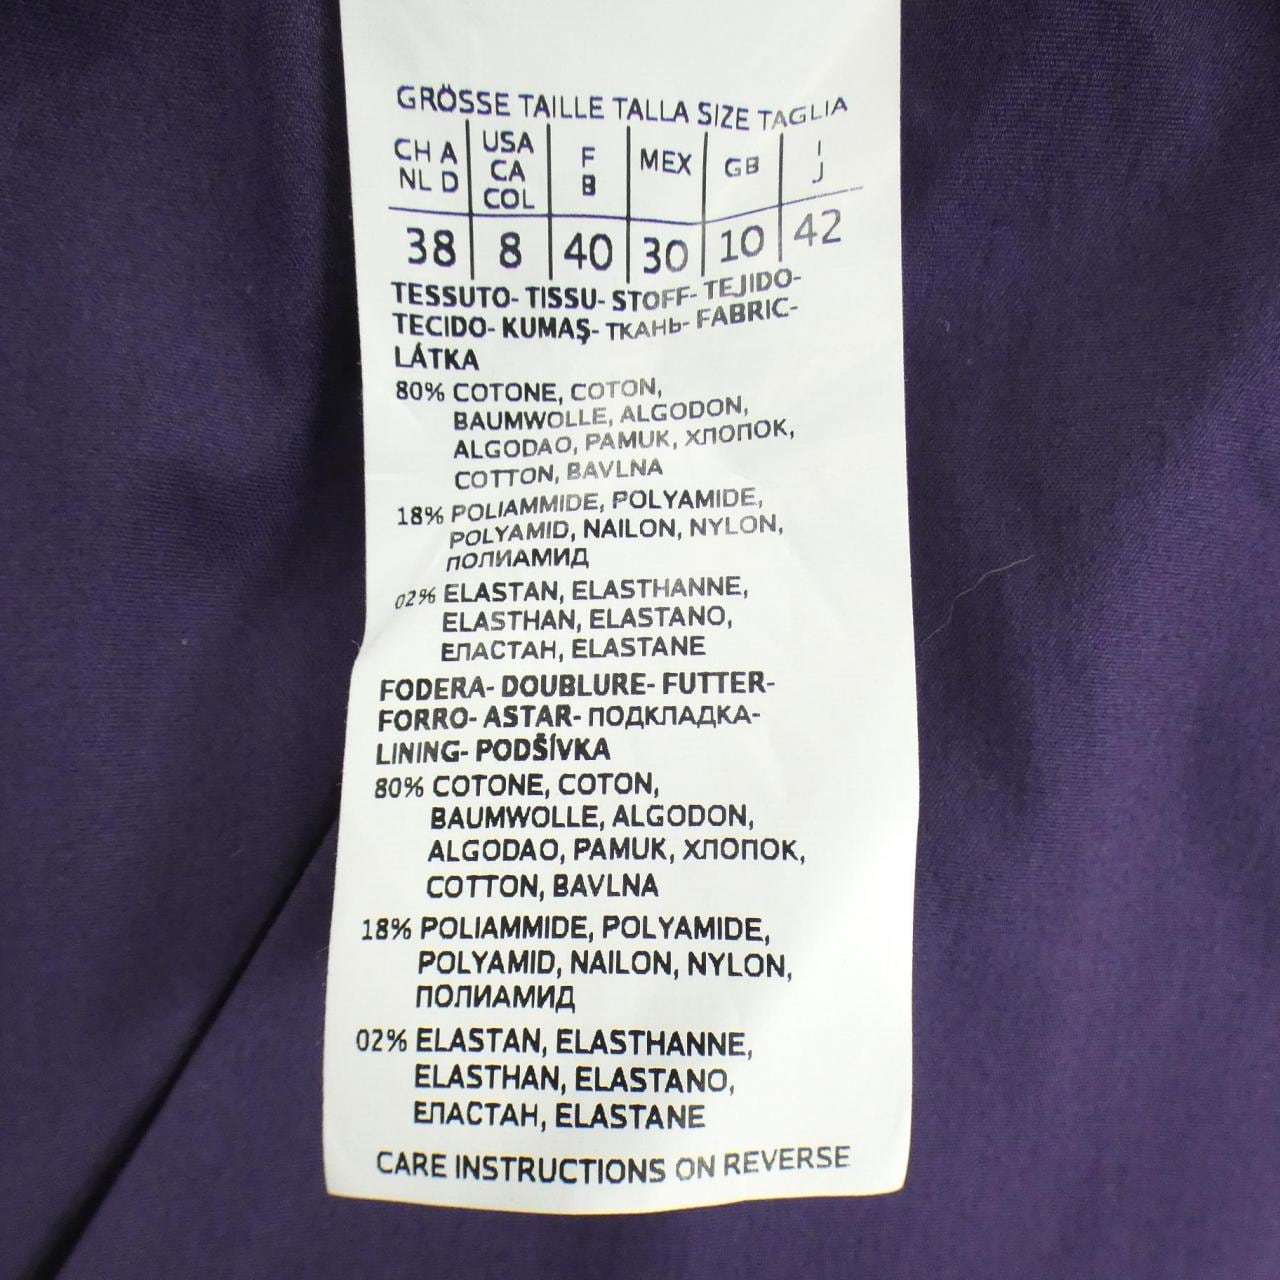 GRÖSSE TAILLE TALLA SIZE TAGLIA
CH A NL D | USA CA COL | F B | MEX | GB | I J
38 | 8 | 40 | 30 | 10 | 42
TESSUTO- TISSU- STOFF- TEJIDO-
TECIDO- KUMAŞ- ТКАНЬ- FABRIC-
LÁTKA
80% COTONE, COTON,
BAUMWOLLE, ALGODON,
ALGODAO, PAMUK, ХЛОПОК,
COTTON, BAVLNA
18% POLIAMMIDE, POLYAMIDE,
POLYAMID, NAILON, NYLON,
ПОЛИАМИД
02% ELASTAN, ELASTHANNE,
ELASTHAN, ELASTANO,
ЕЛАСТАН, ELASTANE
FODERA- DOUBLURE- FUTTER-
FORRO- ASTAR- ПОДКЛАДКА-
LINING- PODŠÍVKA
80% COTONE, COTON,
BAUMWOLLE, ALGODON,
ALGODAO, PAMUK, ХЛОПОК,
COTTON, BAVLNA
18% POLIAMMIDE, POLYAMIDE,
POLYAMID, NAILON, NYLON,
ПОЛИАМИД
02% ELASTAN, ELASTHANNE,
ELASTHAN, ELASTANO,
ЕЛАСТАН, ELASTANE
CARE INSTRUCTIONS ON REVERSE